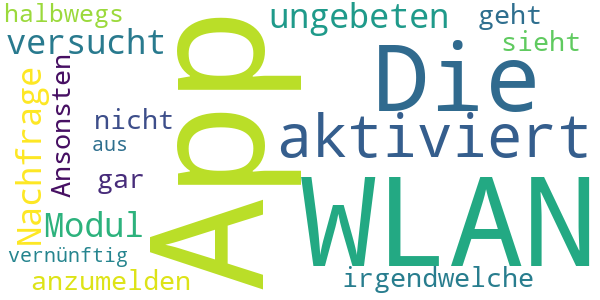 halbwegs
versucht
ungebeten
geht
sieht
App
Die
Nachfrage
Ansonsten
nicht
aktiviert
aus
gar
WLAN
Modul
vernünftig
anzumelden
irgendwelche